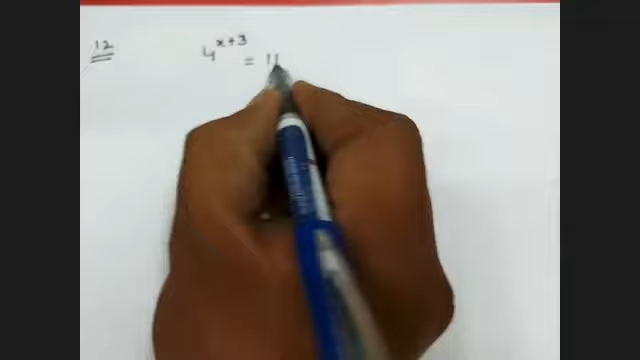 12
4^{x+3} = 11